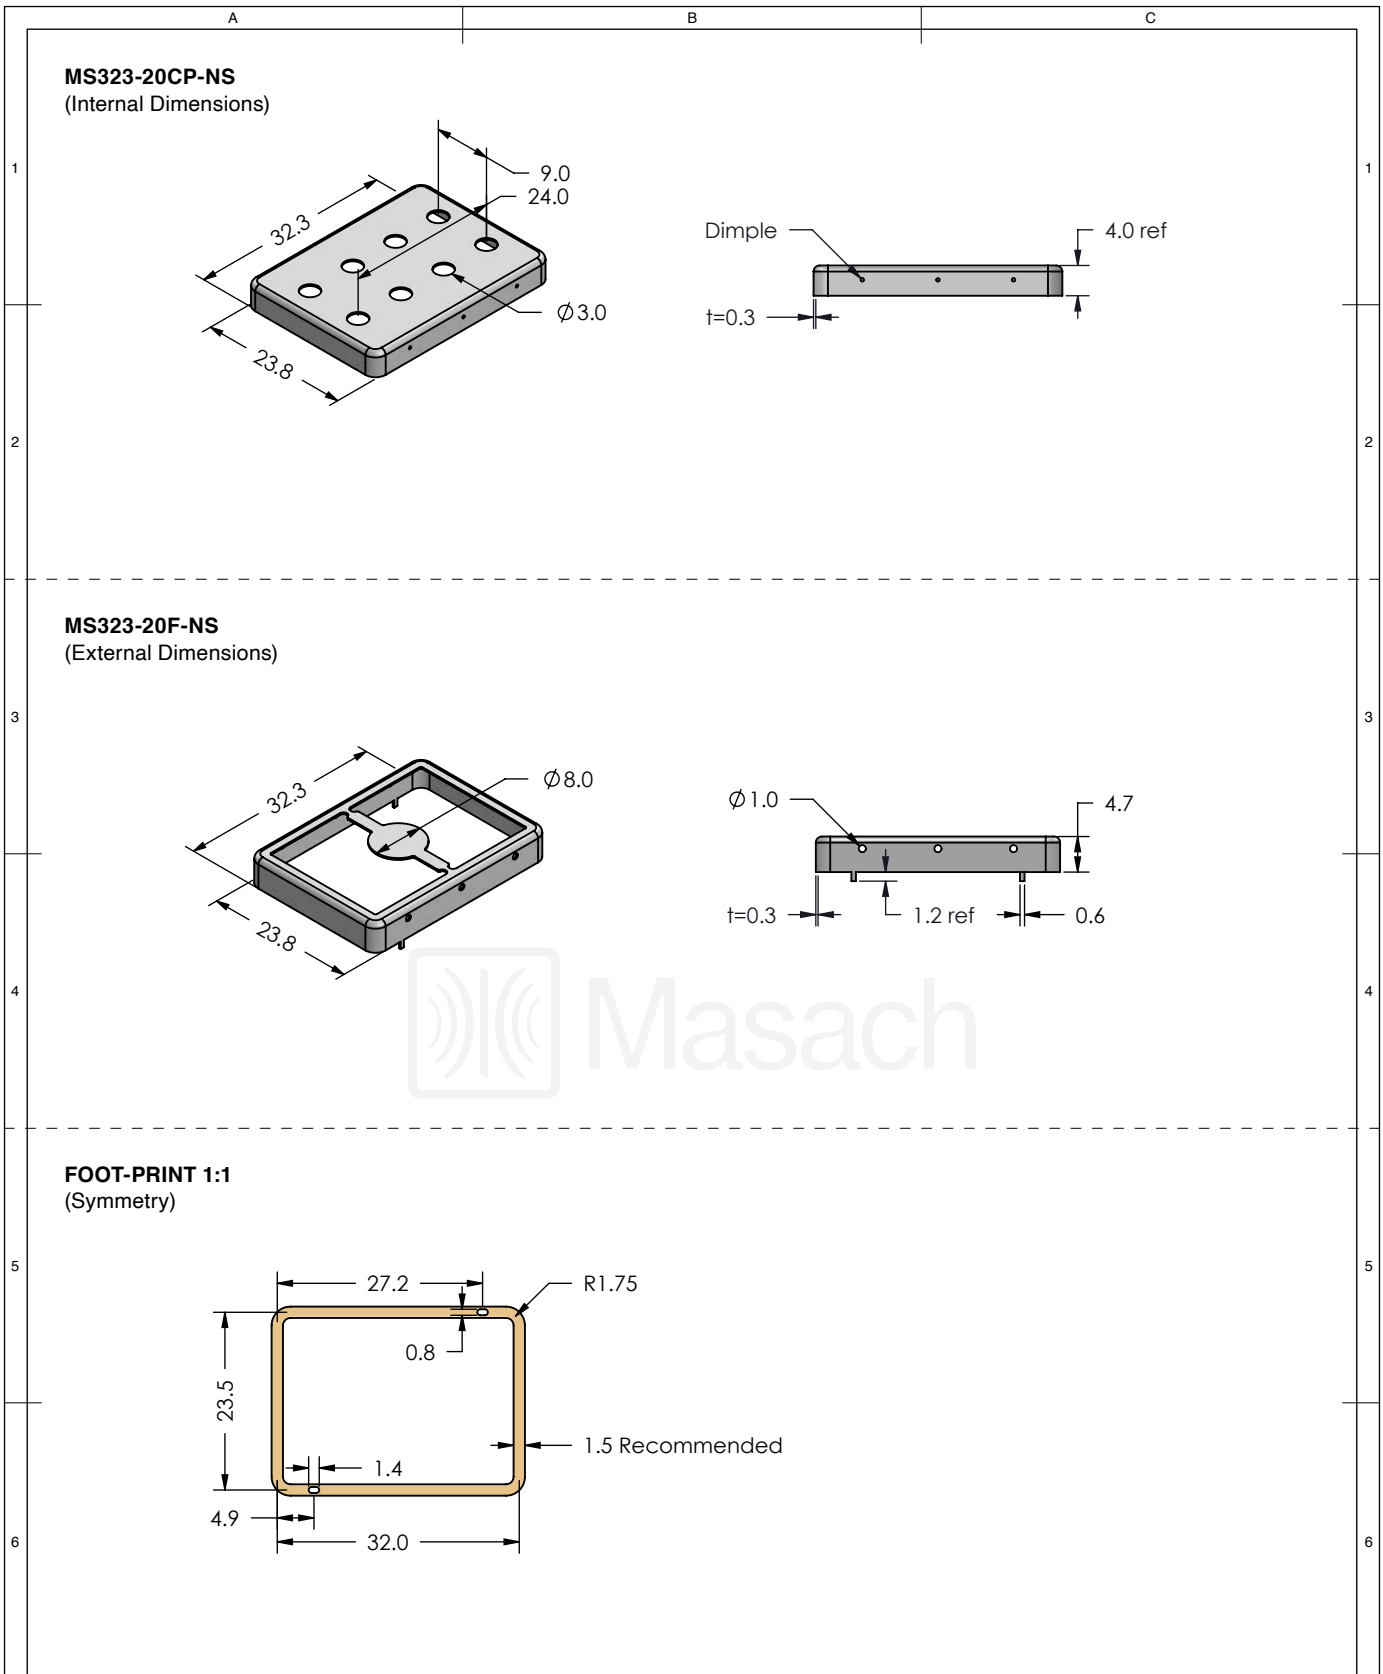 A B C
MS323-20CP-NS
(Internal Dimensions)
1 1
9.0
24.0
32.3
Dimple
4.0 ref
Ø3.0
t=0.3
23.8
2 2
MS323-20F-NS
(External Dimensions)
3 3
32.3
Ø8.0
Ø1.0
4.7
t=0.3
1.2 ref
0.6
23.8
Masach
4 4
FOOT-PRINT 1:1
(Symmetry)
5 5
27.2
R1.75
0.8
23.5
1.5 Recommended
1.4
4.9
32.0
6 6